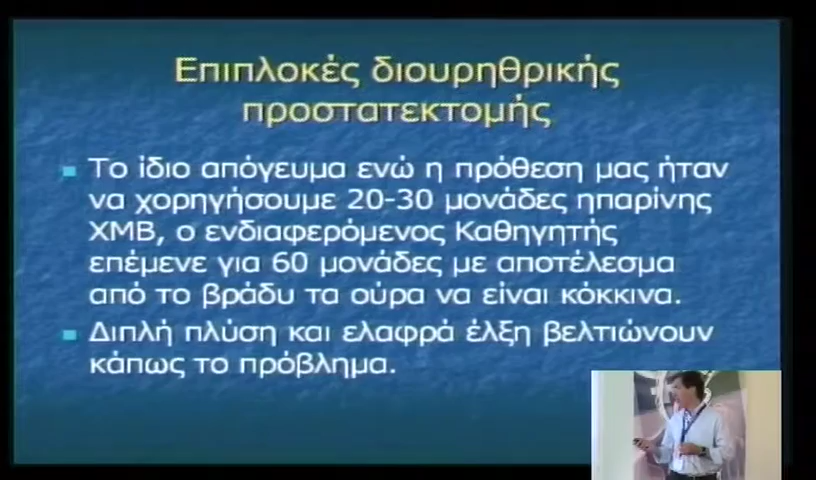 Επιπλοκές διουρηθρικής
προστατεκτομής
Το ίδιο απόγευμα ενώ η πρόθεση μας ήταν
να χορηγήσουμε 20-30 μονάδες ηπαρίνης
ΧΜΒ, ο ενδιαφερόμενος Καθηγητής
επέμενε για 60 μονάδες με αποτέλεσμα
από το βράδυ τα ούρα να είναι κόκκινα.
Διπλή πλύση και ελαφρά έλξη βελτιώνουν
κάπως το πρόβλημα.